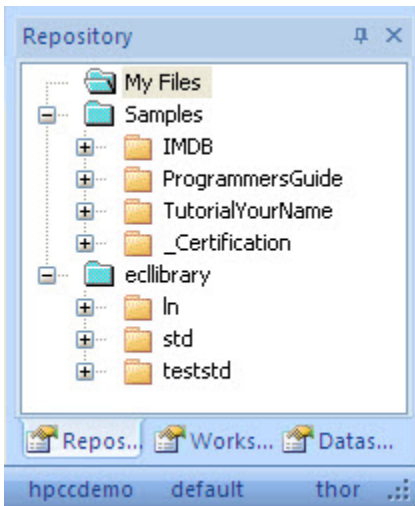 Repository
My Files
Samples
IMDB
ProgrammersGuide
TutorialYourName
_Certification
ecllibrary
ln
std
teststd
Repos... Works... Datas...
hpccdemo default thor